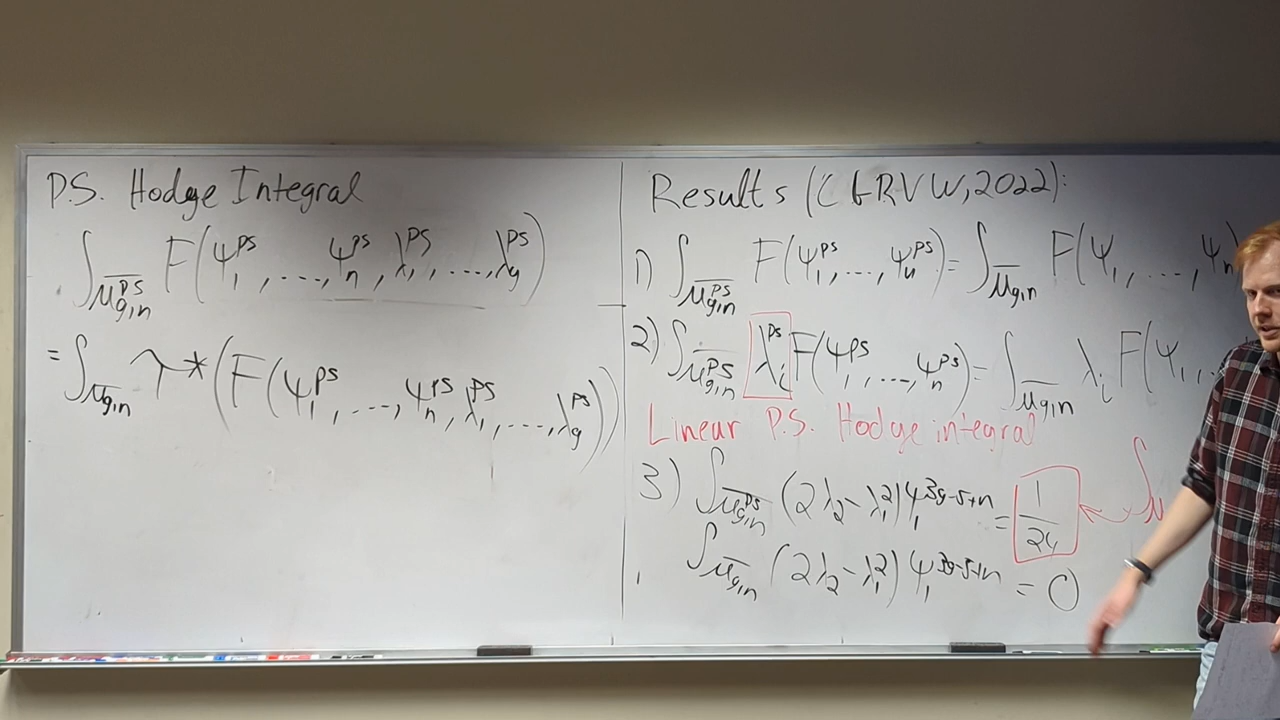 P.S. Hodge Integral
∫_{\overline{M}^{PS}_{g,n}} F(ψ_1^{PS}, ..., ψ_n^{PS}, λ_1^{PS}, ..., λ_g^{PS})
= ∫_{\overline{M}_{g,n}} T*(F(ψ_1^{PS}, ..., ψ_n^{PS}, λ_1^{PS}, ..., λ_g^{PS}))
Results (CGRVW, 2022):
1) ∫_{\overline{M}^{PS}_{g,n}} F(ψ_1^{PS}, ..., ψ_n^{PS}) = ∫_{\overline{M}_{g,n}} F(ψ_1, ..., ψ_n)
2) ∫_{\overline{M}^{PS}_{g,n}} λ_i^{PS} F(ψ_1^{PS}, ..., ψ_n^{PS}) = ∫_{\overline{M}_{g,n}} λ_i F(ψ_1, ..
Linear P.S. Hodge integral
3) ∫_{\overline{M}^{PS}_{g,n}} (2λ_2 - λ_1^2) ψ_1^{3g-5+n} = 1/24 ← ∫
∫_{\overline{M}_{g,n}} (2λ_2 - λ_1^2) ψ_1^{3g-5+n} = 0